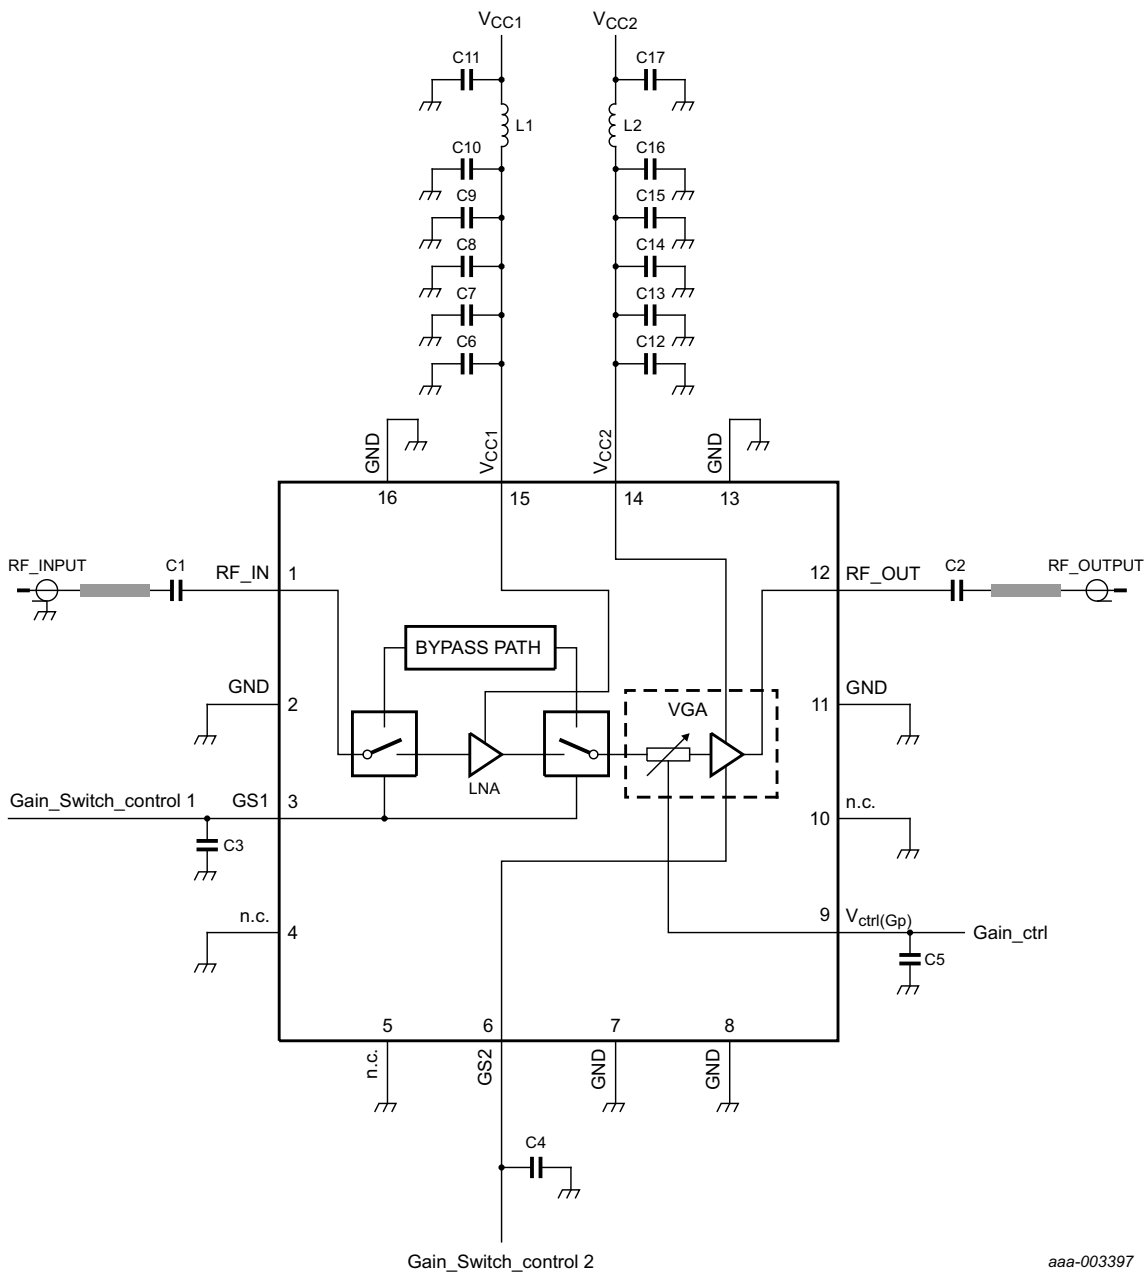 VCC1
VCC2
C11
C17
L1
L2
C10
C16
C9
C15
C8
C14
C7
C13
C6
C12
GND
VCC1
VCC2
GND
16
15
14
13
RF_INPUT
C1
RF_IN
1
12
RF_OUT
C2
RF_OUTPUT
BYPASS PATH
GND
2
VGA
11
GND
LNA
Gain_Switch_control 1
GS1
3
C3
10
n.c.
n.c.
4
9
Vctrl(Gp)
Gain_ctrl
C5
5
6
7
8
n.c.
GS2
GND
GND
C4
Gain_Switch_control 2
aaa-003397